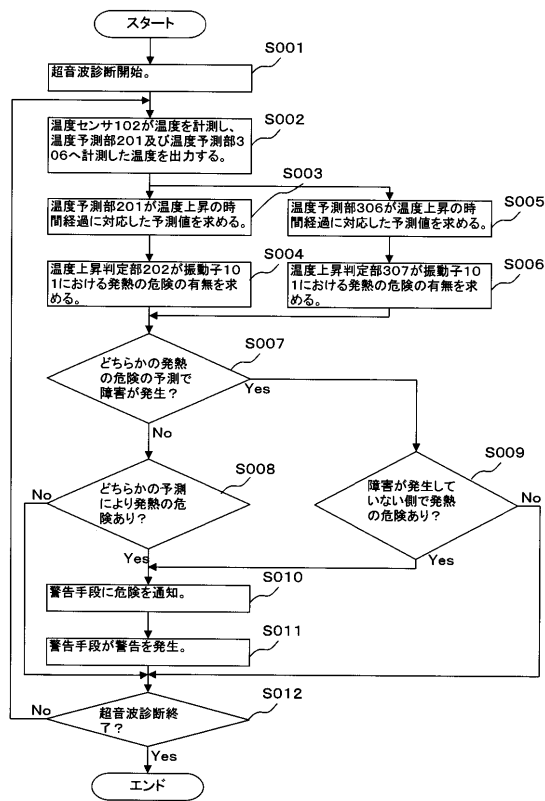 スタート
S001
超音波診断開始。
S002
温度センサ102が温度を計測し、
温度予測部201及び温度予測部3
06へ計測した温度を出力する。
S003
温度予測部201が温度上昇の時
間経過に対応した予測値を求める。
S005
温度予測部306が温度上昇の時
間経過に対応した予測値を求める。
S004
温度上昇判定部202が振動子10
1における発熱の危険の有無を求
める。
S006
温度上昇判定部307が振動子10
1における発熱の危険の有無を求
める。
S007
どちらかの発熱
の危険の予測で
障害が発生?
Yes
No
S008
どちらかの予測
により発熱の危
険あり?
No
Yes
S009
障害が発生して
いない側で発熱
の危険あり?
No
Yes
S010
警告手段に危険を通知。
S011
警告手段が警告を発生。
S012
超音波診断終
了?
No
Yes
エンド